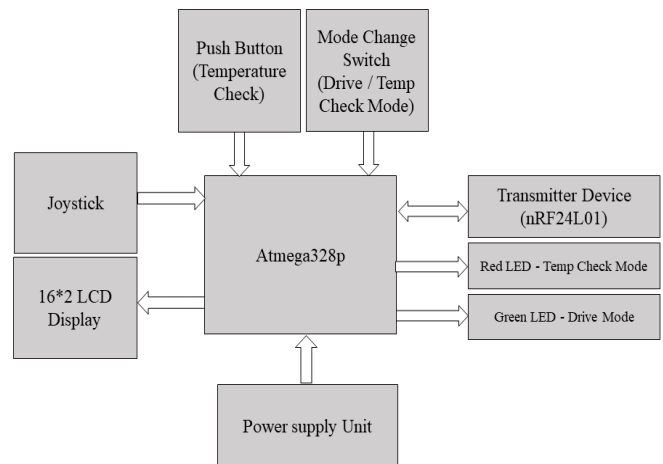 Push Button
(Temperature
Check)
Mode Change
Switch
(Drive / Temp
Check Mode)
Joystick
Atmega328p
Transmitter Device
(nRF24L01)
Red LED - Temp Check Mode
16*2 LCD
Display
Green LED - Drive Mode
Power supply Unit